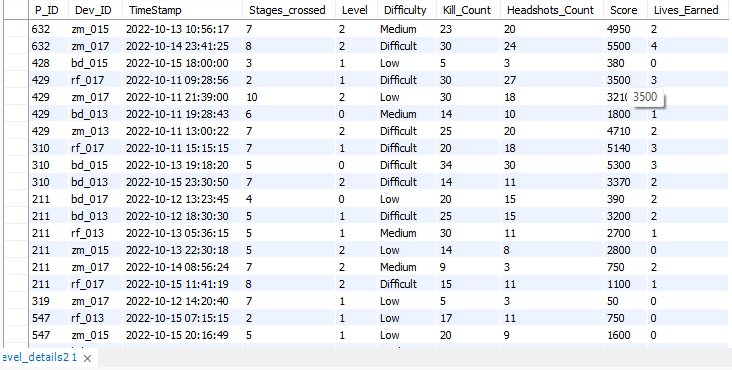 P_ID Dev_ID TimeStamp Stages_crossed Level Difficulty Kill_Count Headshots_Count Score Lives_Earned
632 zm_015 2022-10-13 10:56:17 7 2 Medium 23 20 4950 2
632 zm_017 2022-10-14 23:41:25 8 2 Difficult 30 24 5500 4
428 bd_015 2022-10-15 18:00:00 3 1 Low 5 3 380 0
429 rf_017 2022-10-11 09:28:56 2 1 Difficult 30 27 3500 3
429 zm_017 2022-10-11 21:39:00 10 2 Low 30 18 3210 3500
429 bd_013 2022-10-11 19:28:43 6 0 Medium 14 10 1800 1
429 zm_013 2022-10-11 13:00:22 7 2 Difficult 25 20 4710 2
310 rf_017 2022-10-11 15:15:15 7 1 Difficult 20 18 5140 3
310 bd_015 2022-10-13 19:18:20 5 0 Difficult 34 30 5300 3
310 bd_013 2022-10-15 23:30:50 7 2 Difficult 14 11 3370 2
211 bd_017 2022-10-12 13:23:45 4 0 Low 20 15 390 2
211 bd_013 2022-10-12 18:30:30 5 1 Difficult 25 15 3200 2
211 rf_013 2022-10-13 05:36:15 5 1 Medium 30 11 2700 1
211 zm_015 2022-10-13 22:30:18 5 2 Low 14 8 2800 0
211 zm_017 2022-10-14 08:56:24 7 2 Medium 9 3 750 2
211 rf_017 2022-10-15 11:41:19 8 2 Difficult 15 11 1100 1
319 zm_017 2022-10-12 14:20:40 7 1 Low 5 3 50 0
547 rf_013 2022-10-15 07:15:15 2 1 Low 17 11 750 0
547 zm_015 2022-10-15 20:16:49 5 1 Low 20 9 1600 0
evel_details2 1